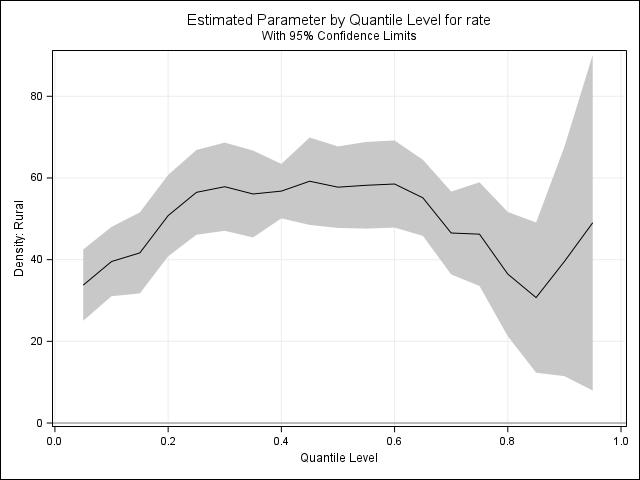 Estimated Parameter by Quantile Level for rate
With 95% Confidence Limits
80
60
40
20
0
Density: Rural
0.0 0.2 0.4 0.6 0.8 1.0
Quantile Level